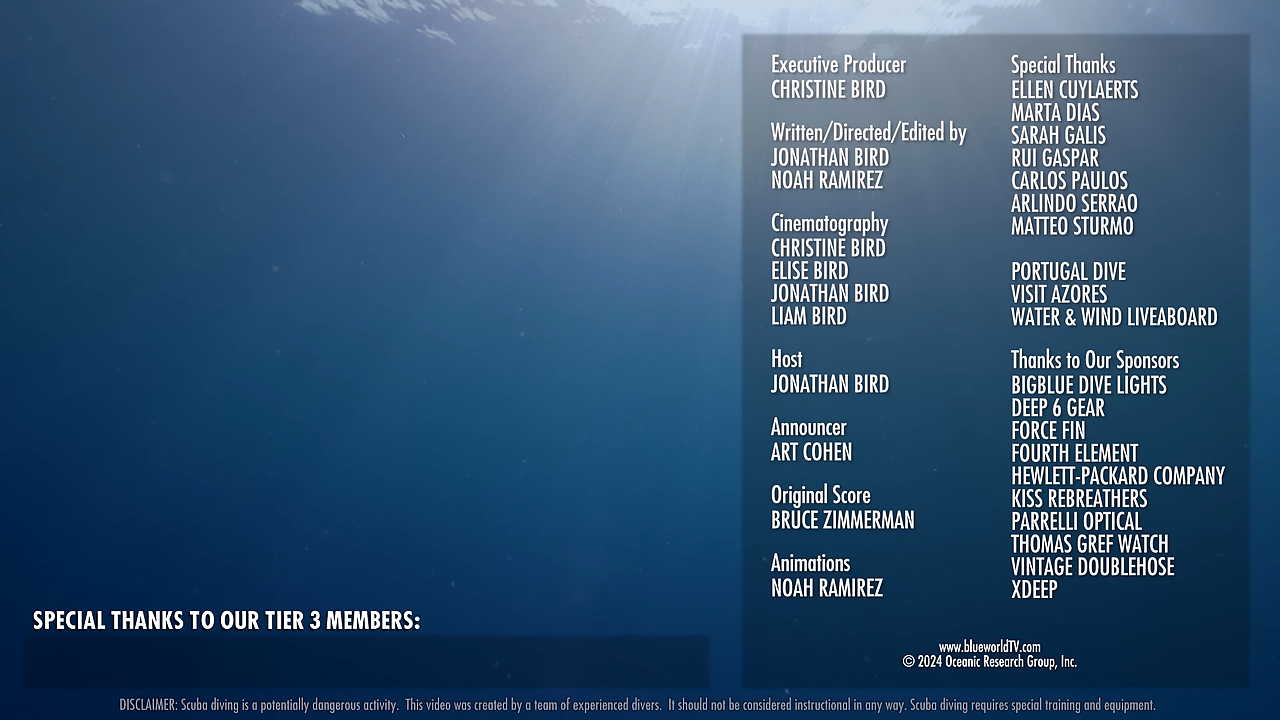 Executive Producer
CHRISTINE BIRD
Written/Directed/Edited by
JONATHAN BIRD
NOAH RAMIREZ
Cinematography
CHRISTINE BIRD
ELISE BIRD
JONATHAN BIRD
LIAM BIRD
Host
JONATHAN BIRD
Announcer
ART COHEN
Original Score
BRUCE ZIMMERMAN
Animations
NOAH RAMIREZ
Special Thanks
ELLEN CUYLAERTS
MARTA DIAS
SARAH GALIS
RUI GASPAR
CARLOS PAULOS
ARLINDO SERRAO
MATTEO STURMO
PORTUGAL DIVE
VISIT AZORES
WATER & WIND LIVEABOARD
Thanks to Our Sponsors
BIGBLUE DIVE LIGHTS
DEEP 6 GEAR
FORCE FIN
FOURTH ELEMENT
HEWLETT-PACKARD COMPANY
KISS REBREATHERS
PARRELLI OPTICAL
THOMAS GREF WATCH
VINTAGE DOUBLEHOSE
XDEEP
www.blueworldTV.com
© 2024 Oceanic Research Group, Inc.
SPECIAL THANKS TO OUR TIER 3 MEMBERS:
DISCLAIMER: Scuba diving is a potentially dangerous activity. This video was created by a team of experienced divers. It should not be considered instructional in any way. Scuba diving requires special training and equipment.